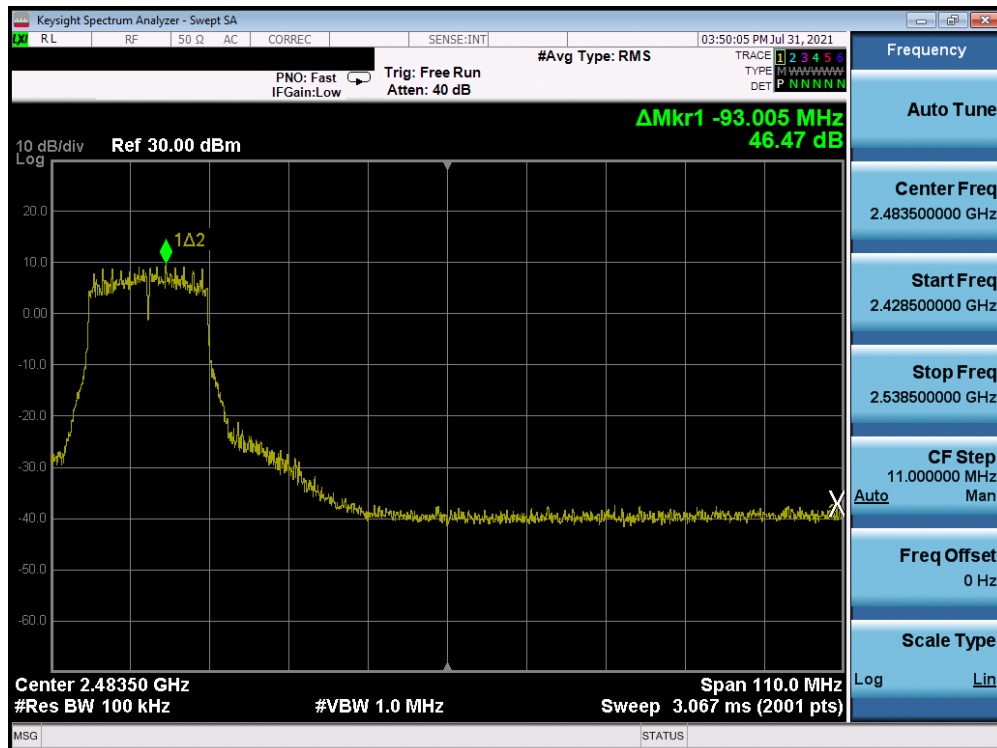 Keysight Spectrum Analyzer - Swept SA
LXI RL RF 50 Ω AC CORREC SENSE:INT 03:50:05 PM Jul 31, 2021
#Avg Type: RMS
TRACE 1 2 3 4 5 6
PNO: Fast Trig: Free Run TYPE M WWWWW
IFGain:Low Atten: 40 dB DET P N N N N N
ΔMkr1 -93.005 MHz
46.47 dB
10 dB/div Ref 30.00 dBm
Log
20.0
1Δ2
10.0
0.00
-10.0
-20.0
-30.0
X
-40.0
-50.0
-60.0
Center 2.48350 GHz Span 110.0 MHz
#Res BW 100 kHz #VBW 1.0 MHz Sweep 3.067 ms (2001 pts)
MSG STATUS
Frequency
Auto Tune
Center Freq
2.483500000 GHz
Start Freq
2.428500000 GHz
Stop Freq
2.538500000 GHz
CF Step
11.000000 MHz
Auto Man
Freq Offset
0 Hz
Scale Type
Log Lin